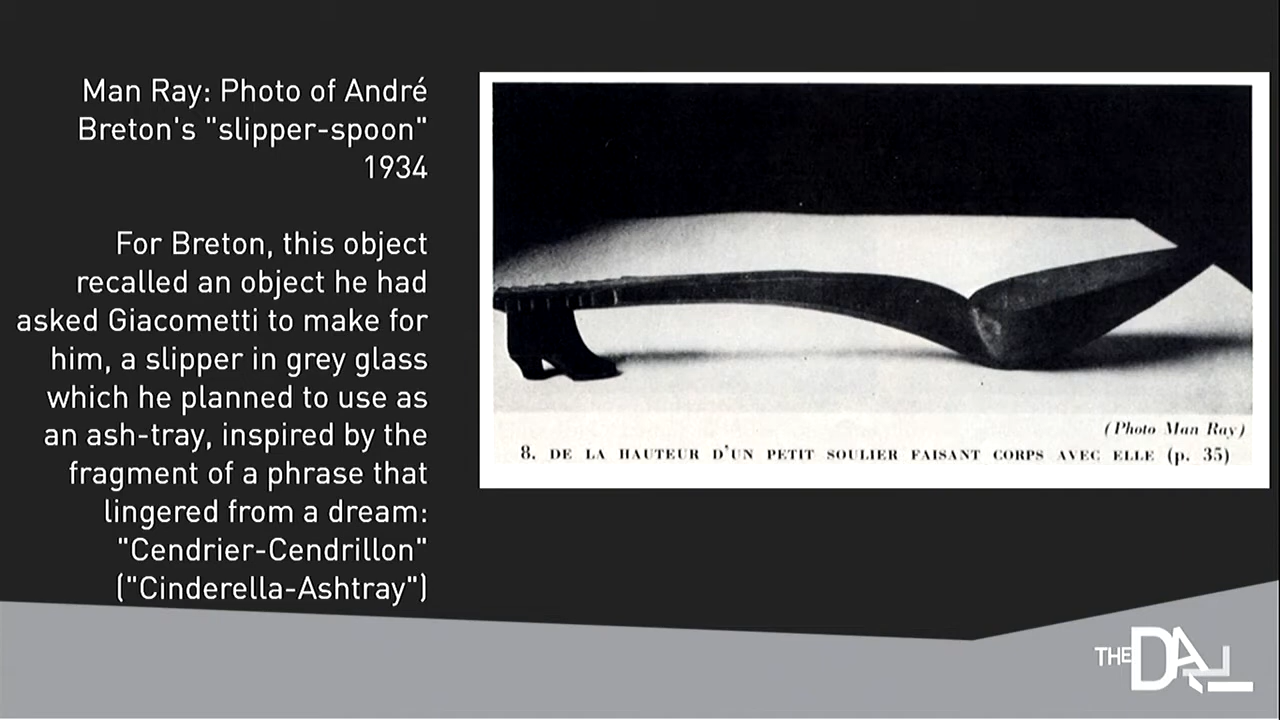 Man Ray: Photo of André
Breton's "slipper-spoon"
1934
For Breton, this object
recalled an object he had
asked Giacometti to make for
him, a slipper in grey glass
which he planned to use as
an ash-tray, inspired by the
fragment of a phrase that
lingered from a dream:
"Cendrier-Cendrillon"
("Cinderella-Ashtray")
(Photo Man Ray)
8. DE LA HAUTEUR D'UN PETIT SOULIER FAISANT CORPS AVEC ELLE (p. 35)
THE DALI